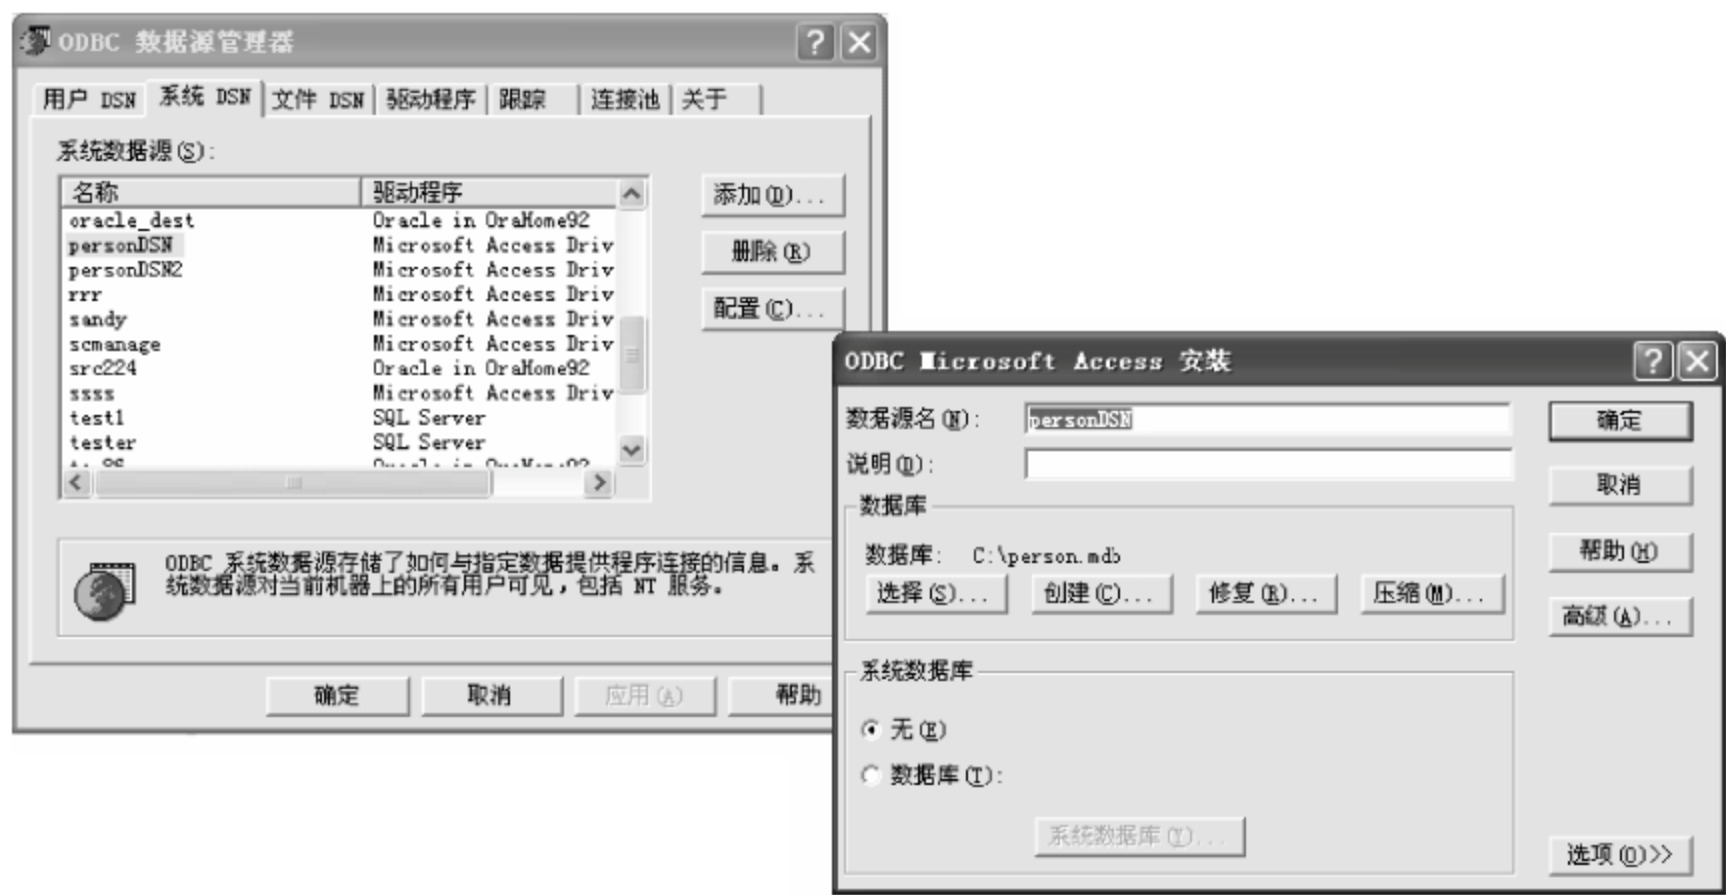 ODBC 数据源管理器
用户 DSN 系统 DSN 文件 DSN 驱动程序 跟踪 连接池 关于
系统数据源(S):
名称 驱动程序
oracle_dest Oracle in OraHome92
personDSN Microsoft Access Driv
personDSN2 Microsoft Access Driv
rrr Microsoft Access Driv
sandy Microsoft Access Driv
scmanage Microsoft Access Driv
src224 Oracle in OraHome92
ssss Microsoft Access Driv
test1 SQL Server
tester SQL Server
添加(D)...
删除(R)
配置(C)...
ODBC 系统数据源存储了如何与指定数据提供程序连接的信息。系
统数据源对当前机器上的所有用户可见，包括 NT 服务。
确定 取消 应用(A) 帮助
ODBC Microsoft Access 安装
数据源名(N): personDSN
说明(D):
数据库
数据库: C:\person.mdb
选择(S)... 创建(C)... 修复(R)... 压缩(M)...
系统数据库
无(E)
数据库(T):
系统数据库(Y)...
确定
取消
帮助(H)
高级(A)...
选项(O)>>